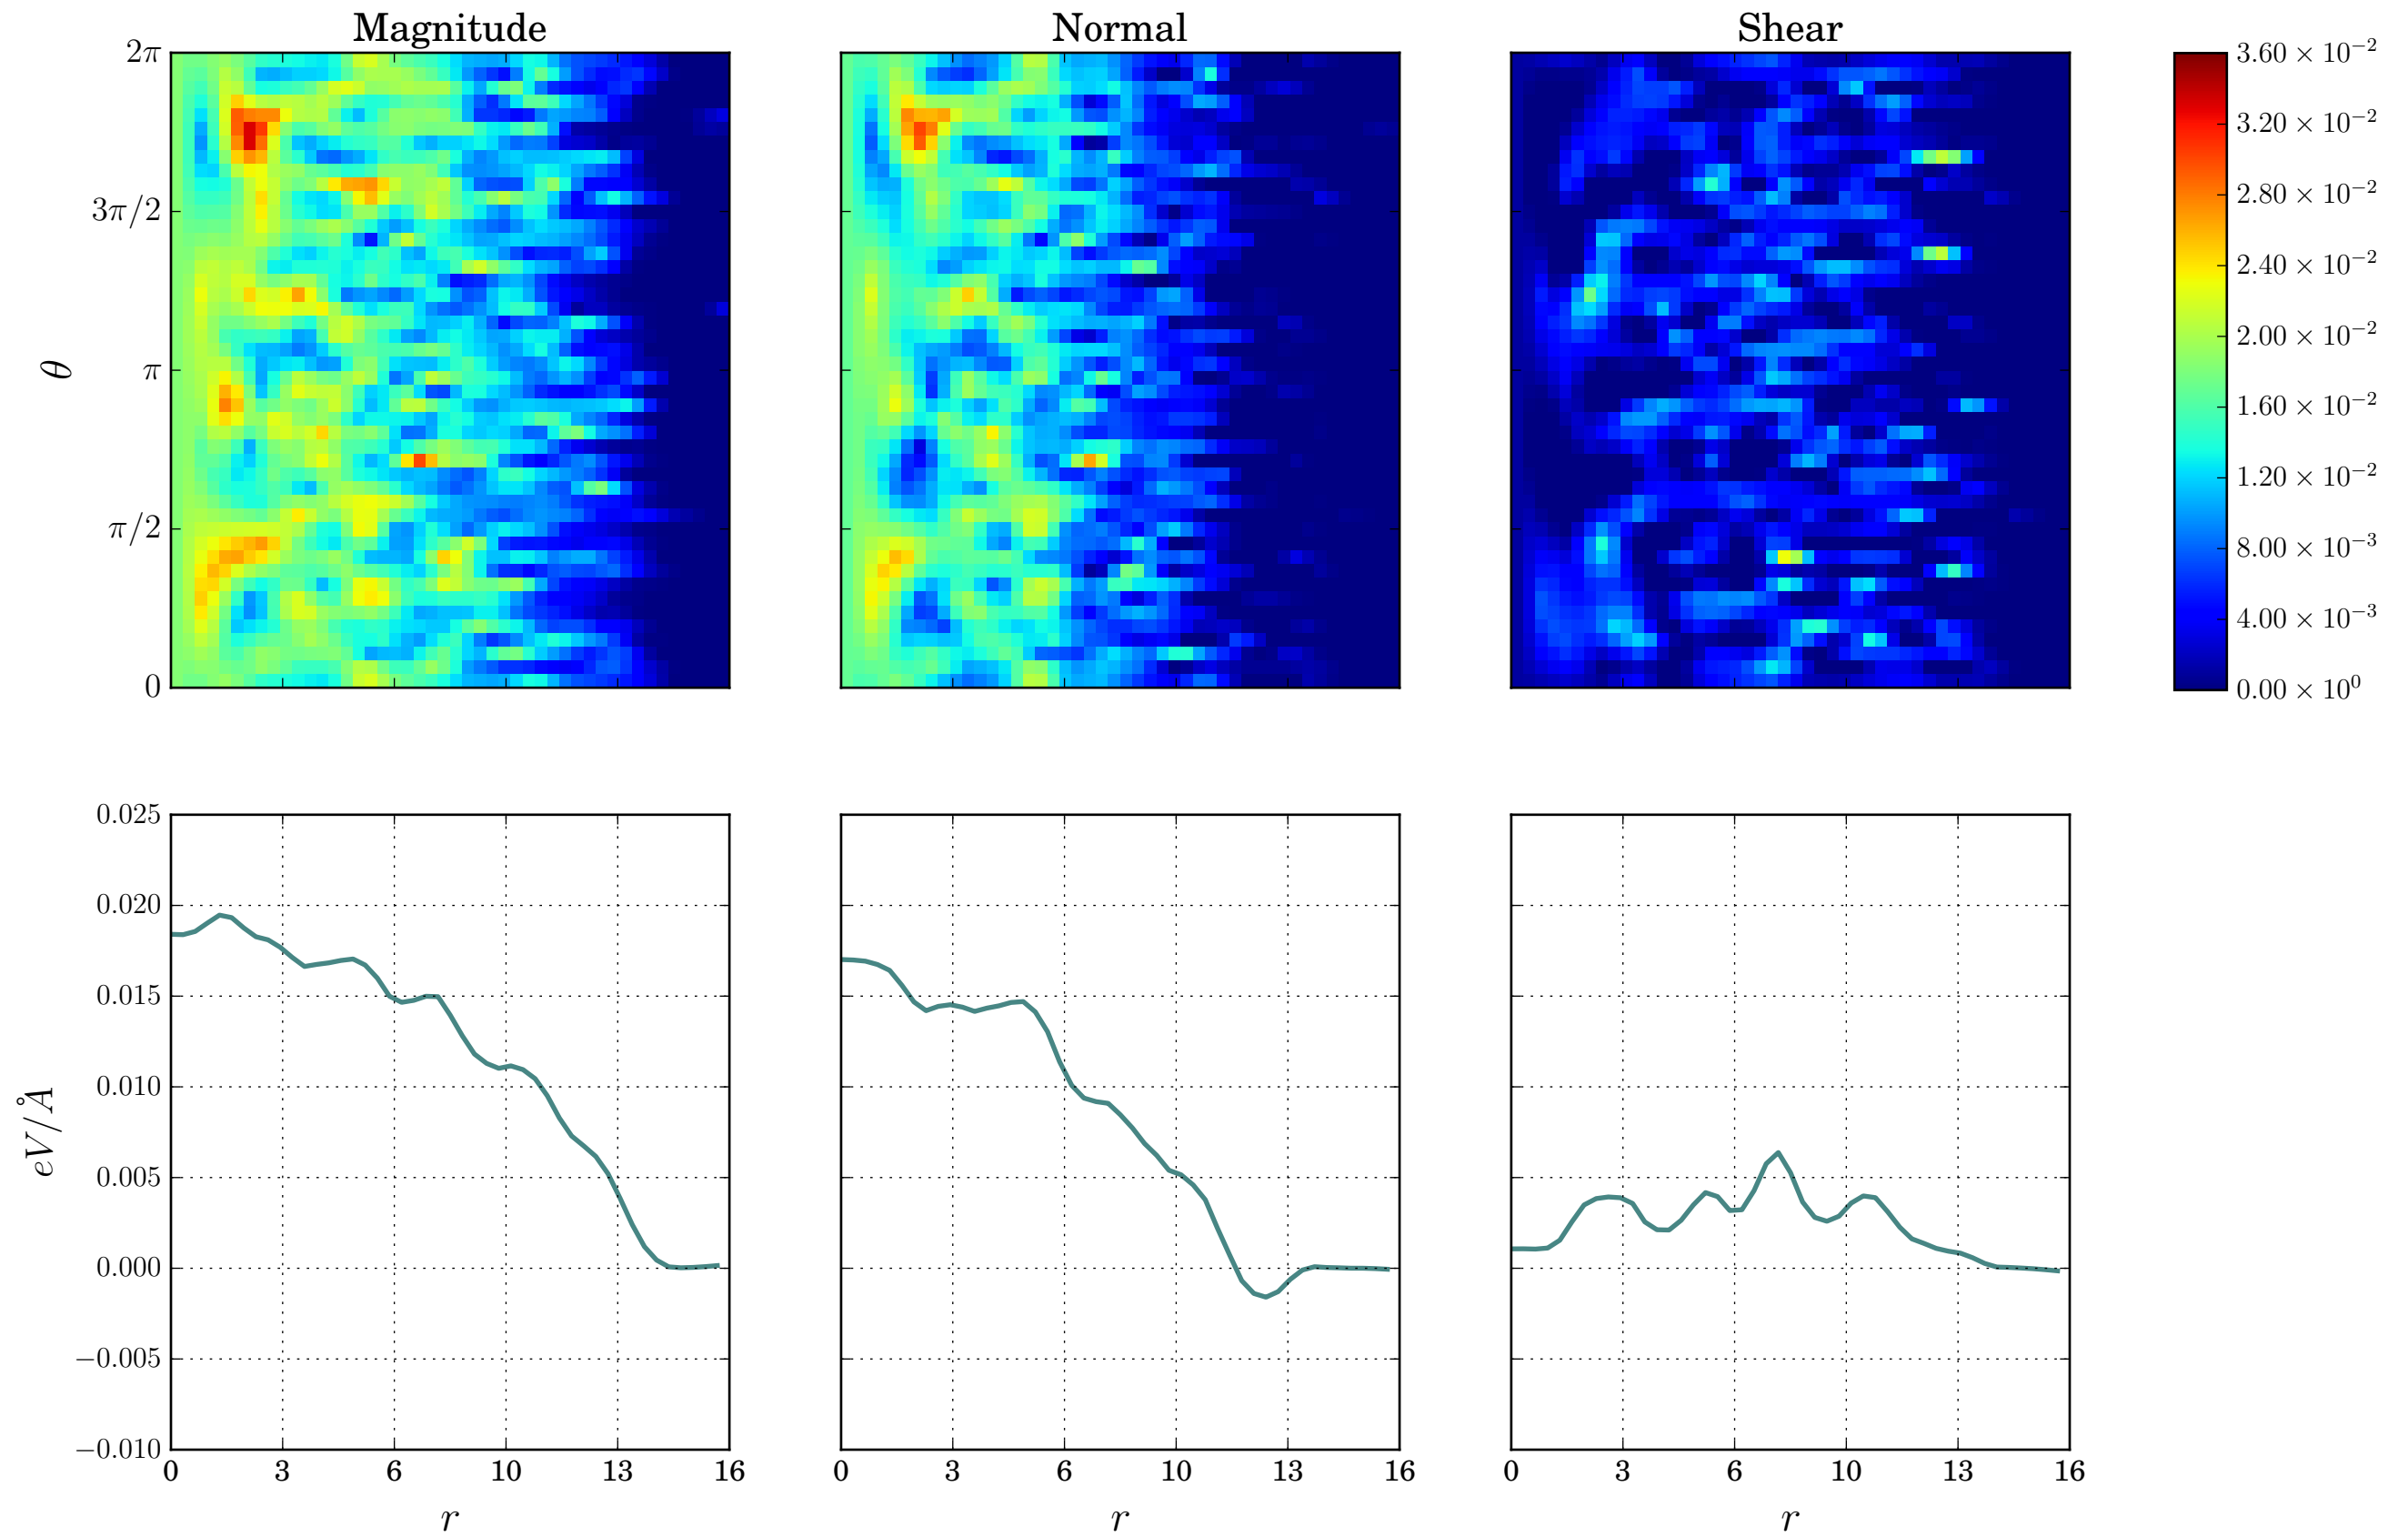 Magnitude Normal Shear
2π
3π/2
π
π/2
0
θ
3.60 × 10⁻²
3.20 × 10⁻²
2.80 × 10⁻²
2.40 × 10⁻²
2.00 × 10⁻²
1.60 × 10⁻²
1.20 × 10⁻²
8.00 × 10⁻³
4.00 × 10⁻³
0.00 × 10⁰
0.025
0.020
0.015
0.010
0.005
0.000
−0.005
−0.010
eV/Å
0 3 6 10 13 16
0 3 6 10 13 16
0 3 6 10 13 16
r r r